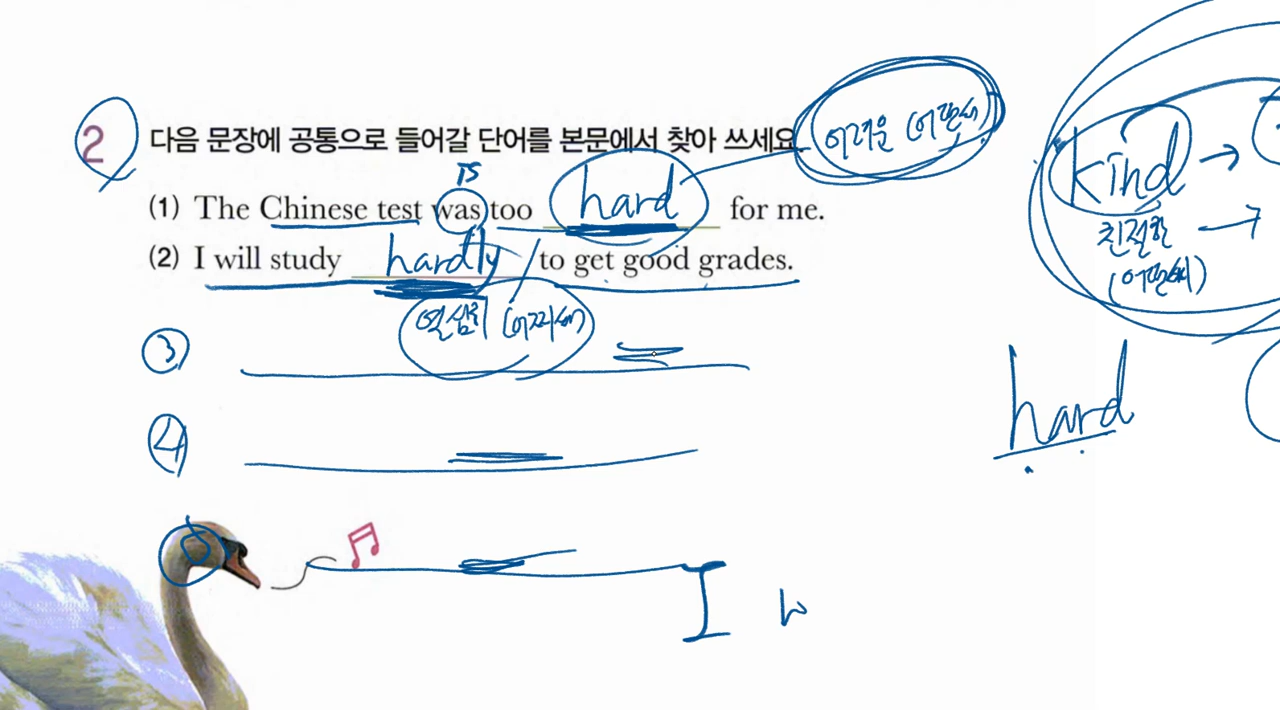 2 다음 문장에 공통으로 들어갈 단어를 본문에서 찾아 쓰세요.
어려운 (어떤새)
is
(1) The Chinese test was too hard for me.
(2) I will study hardly to get good grades.
열심히 (어찌새)
kind →
친절한 →
(어떤새)
③
hard
④
⑤
I w